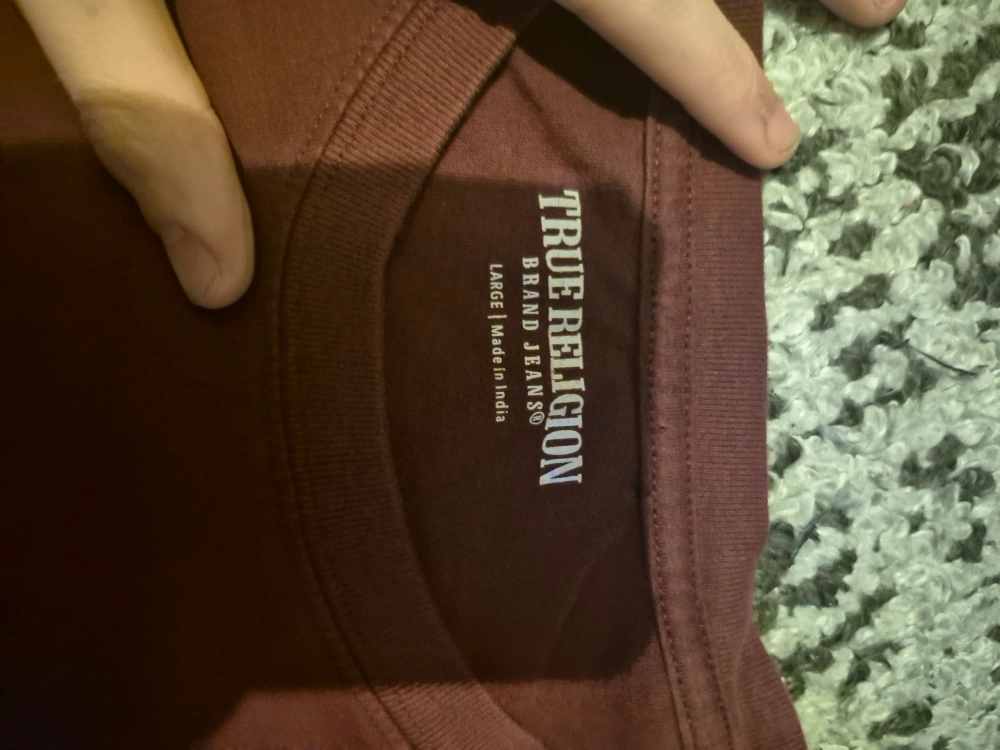 TRUE RELIGION
BRAND JEANS®
LARGE | Made in India